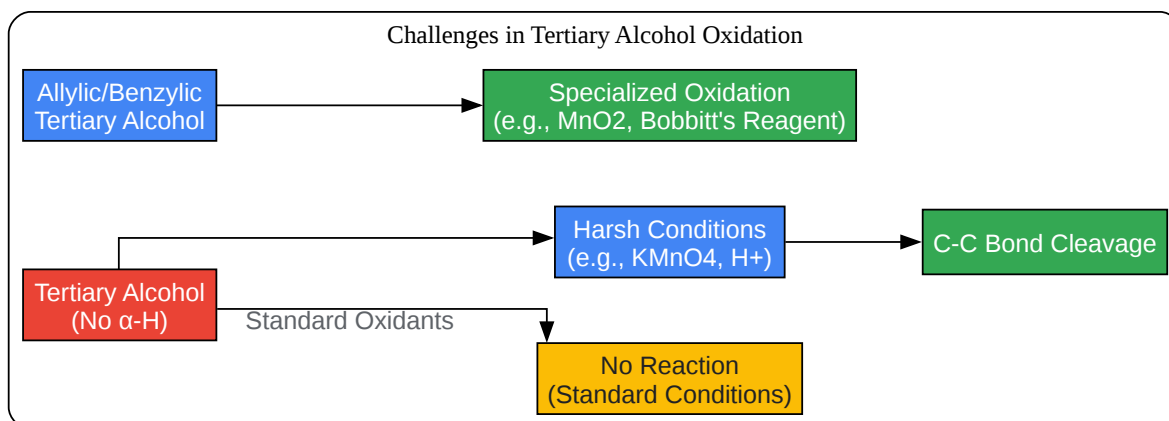 Challenges in Tertiary Alcohol Oxidation
Allylic/Benzylic
Tertiary Alcohol
Specialized Oxidation
(e.g., MnO2, Bobbitt's Reagent)
Harsh Conditions
(e.g., KMnO4, H+)
C-C Bond Cleavage
Tertiary Alcohol
(No α-H)
Standard Oxidants
No Reaction
(Standard Conditions)